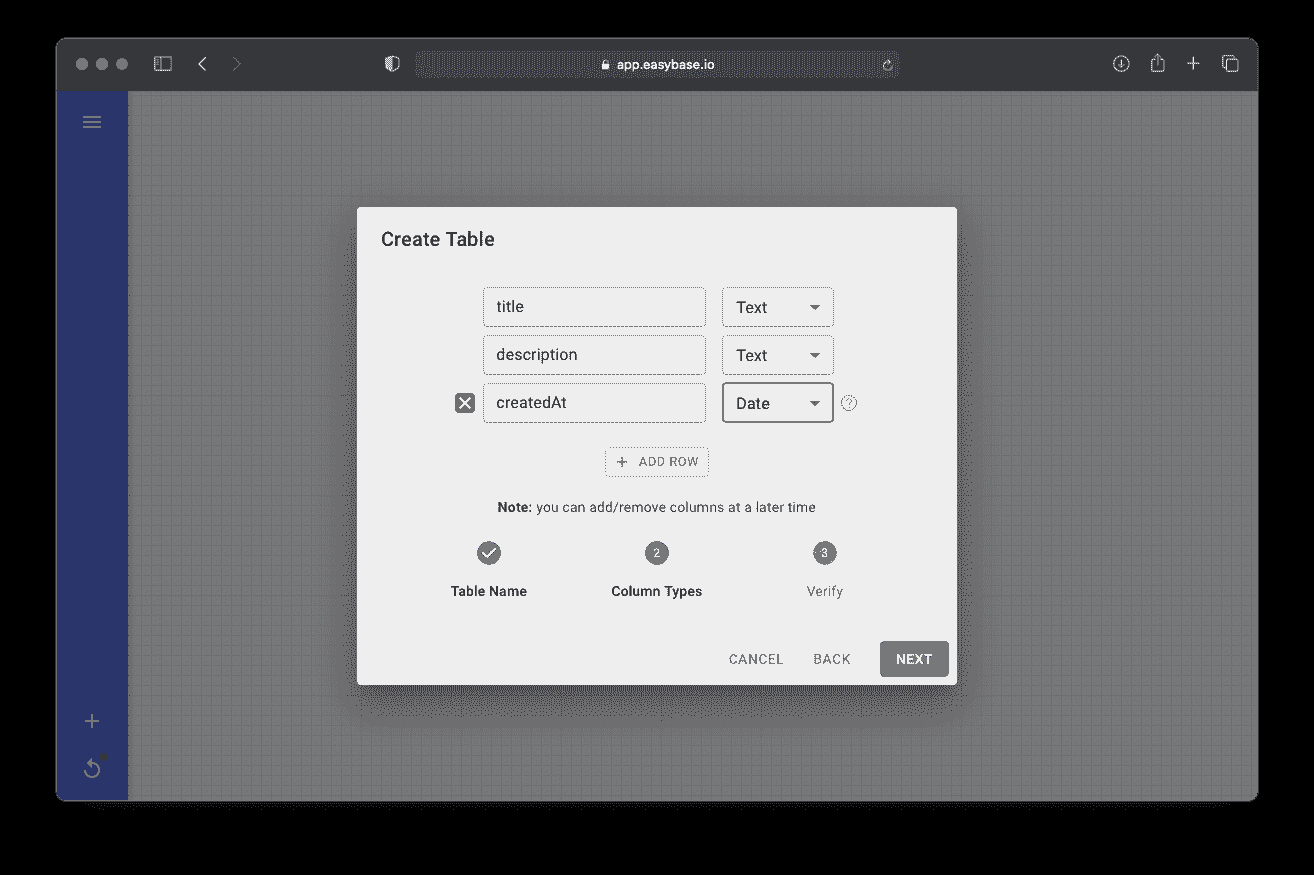 app.easybase.io
Create Table
title Text
description Text
createdAt Date ?
+ ADD ROW
Note: you can add/remove columns at a later time
2 3
Table Name Column Types Verify
CANCEL BACK NEXT